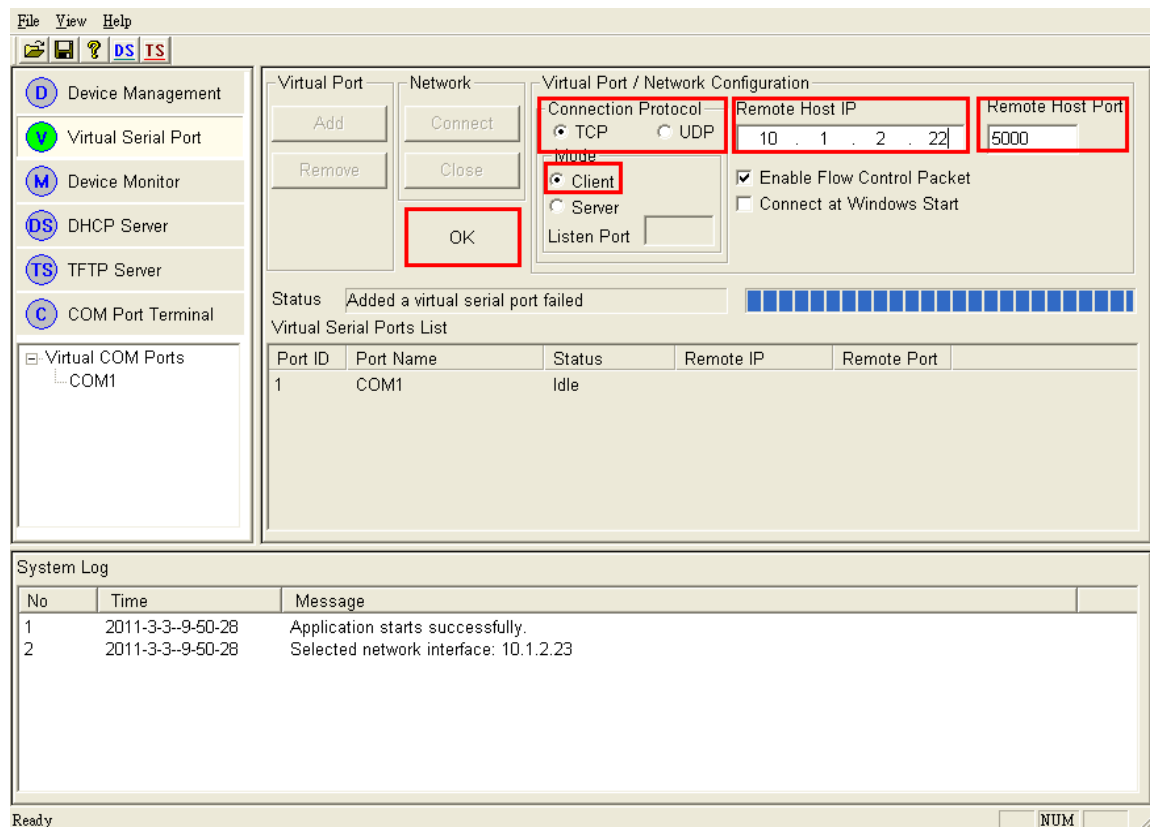 File View Help
DS TS
D Device Management
V Virtual Serial Port
M Device Monitor
DS DHCP Server
TS TFTP Server
C COM Port Terminal
Virtual COM Ports
COM1
Virtual Port
Add
Remove
Network
Connect
Close
OK
Virtual Port / Network Configuration
Connection Protocol
TCP UDP
Mode
Client
Server
Listen Port
Remote Host IP
10 . 1 . 2 . 22
Remote Host Port
5000
Enable Flow Control Packet
Connect at Windows Start
Status Added a virtual serial port failed
Virtual Serial Ports List
Port ID Port Name Status Remote IP Remote Port
1 COM1 Idle
System Log
No Time Message
1 2011-3-3--9-50-28 Application starts successfully.
2 2011-3-3--9-50-28 Selected network interface: 10.1.2.23
Ready NUM